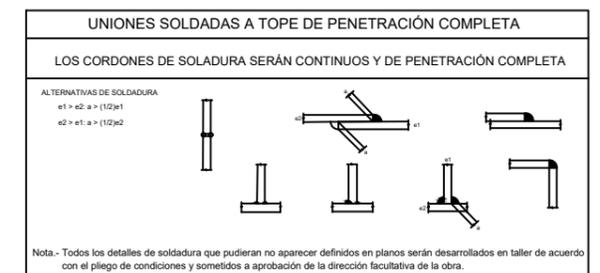 UNIONES SOLDADAS A TOPE DE PENETRACIÓN COMPLETA
LOS CORDONES DE SOLADURA SERÁN CONTINUOS Y DE PENETRACIÓN COMPLETA
ALTERNATIVAS DE SOLDADURA
e1 > e2: a > (1/2)e1
e2 > e1: a > (1/2)e2
a
e2
e1
a
e1
e2
a
Nota.- Todos los detalles de soldadura que pudieran no aparecer definidos en planos serán desarrollados en taller de acuerdo
con el pliego de condiciones y sometidos a aprobación de la dirección facultativa de la obra.